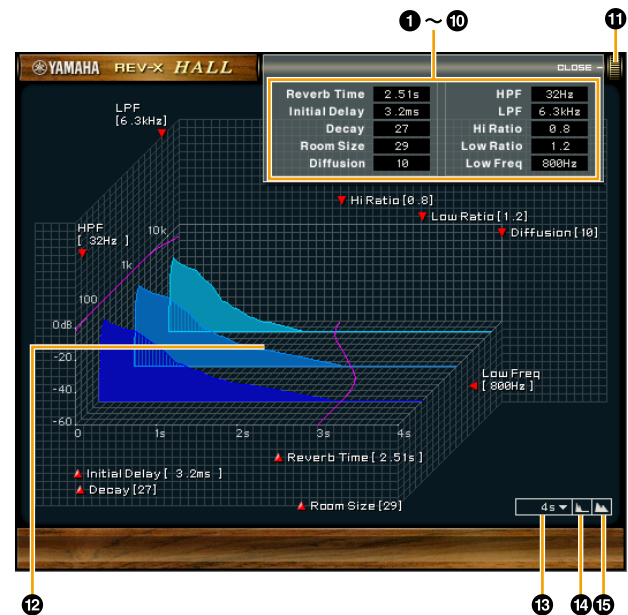 ❶～❿ ⓫
YAMAHA REV-X HALL CLOSE –
Reverb Time 2.51s HPF 32Hz
Initial Delay 3.2ms LPF 6.3kHz
Decay 27 Hi Ratio 0.8
Room Size 29 Low Ratio 1.2
Diffusion 10 Low Freq 800Hz
LPF
[6.3kHz]
Hi Ratio[0.8]
Low Ratio[1.2]
Diffusion[10]
HPF
[ 32Hz ]
10k
1k
100
0dB
-20
-40
-60
0 1s 2s 3s 4s
Low Freq
[800Hz]
Reverb Time[ 2.51s]
Initial Delay[ 3.2ms ]
Decay[27]
Room Size[29]
4s
⓬ ⓭ ⓮ ⓯